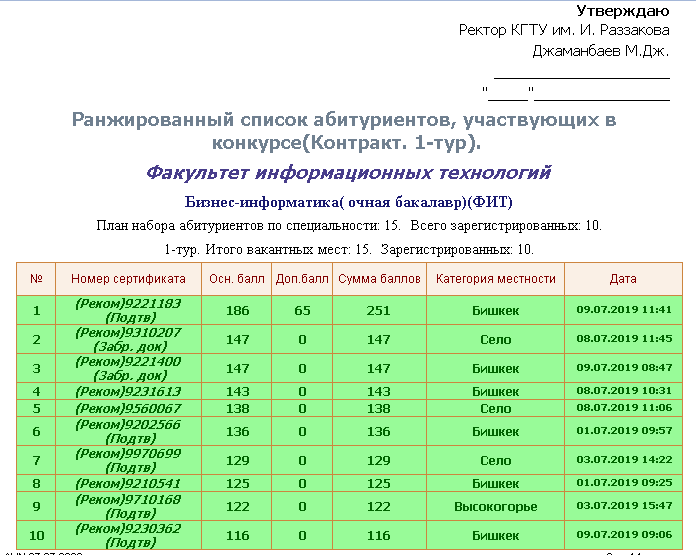 Утверждаю
Ректор КГТУ им. И. Раззакова
Джаманбаев М.Дж.
"_____"_________________
Ранжированный список абитуриентов, участвующих в
конкурсе(Контракт. 1-тур).
Факультет информационных технологий
Бизнес-информатика( очная бакалавр)(ФИТ)
План набора абитуриентов по специальности: 15. Всего зарегистрированных: 10.
1-тур. Итого вакантных мест: 15. Зарегистрированных: 10.
№ Номер сертификата Осн. балл Доп.балл Сумма баллов Категория местности Дата
1 (Реком)9221183 (Подтв) 186 65 251 Бишкек 09.07.2019 11:41
2 (Реком)9310207 (Забр. док) 147 0 147 Село 08.07.2019 11:45
3 (Реком)9221400 (Забр. док) 147 0 147 Бишкек 09.07.2019 08:47
4 (Реком)9231613 143 0 143 Бишкек 08.07.2019 10:31
5 (Реком)9560067 138 0 138 Село 08.07.2019 11:06
6 (Реком)9202566 (Подтв) 136 0 136 Бишкек 01.07.2019 09:57
7 (Реком)9970699 (Подтв) 129 0 129 Село 03.07.2019 14:22
8 (Реком)9210541 125 0 125 Бишкек 01.07.2019 09:25
9 (Реком)9710168 (Подтв) 122 0 122 Высокогорье 03.07.2019 15:47
10 (Реком)9230362 (Подтв) 116 0 116 Бишкек 09.07.2019 09:06